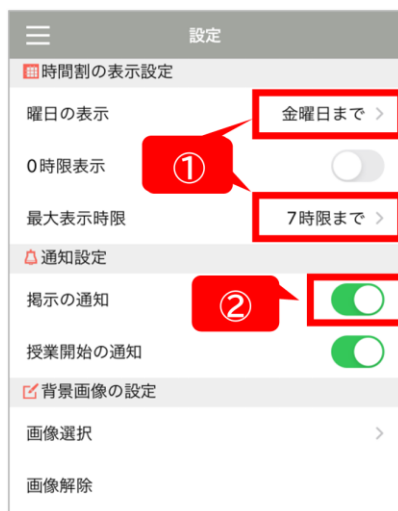 設定
時間割の表示設定
曜日の表示 金曜日まで
0時限表示
①
最大表示時限 7時限まで
通知設定
掲示の通知
②
授業開始の通知
背景画像の設定
画像選択
画像解除